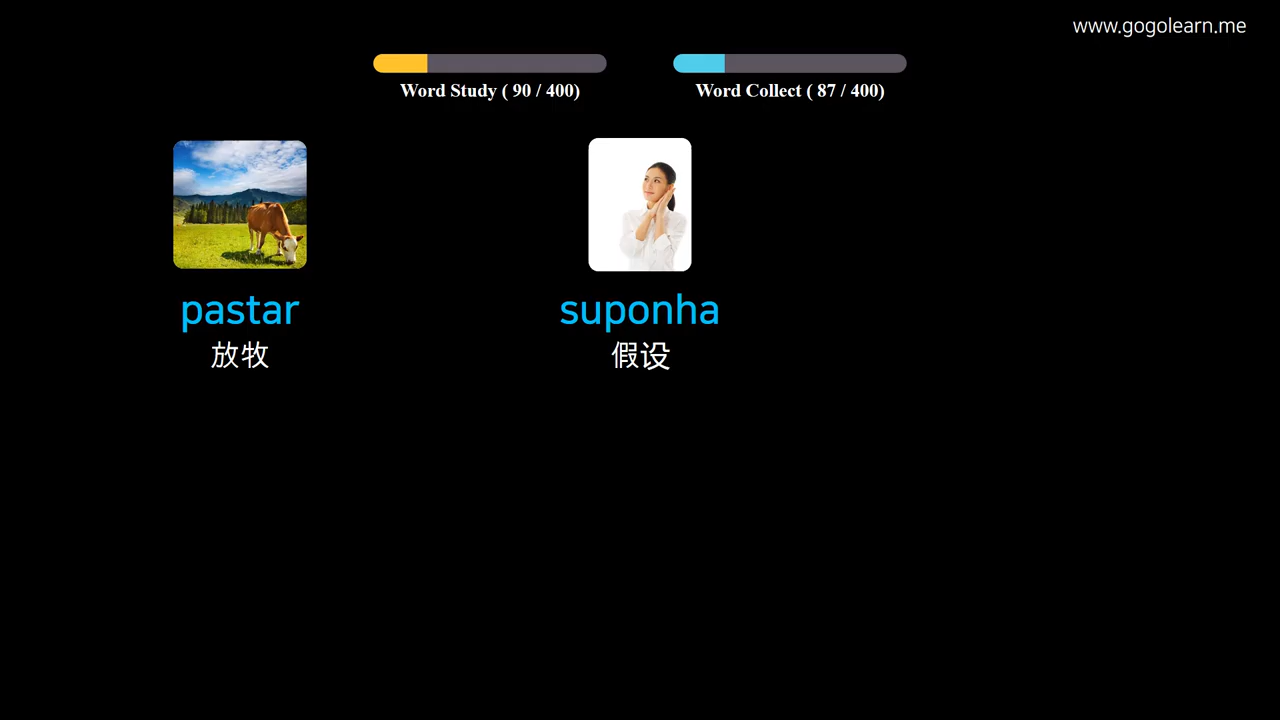 www.gogolearn.me
Word Study ( 90 / 400)
Word Collect ( 87 / 400)
pastar
放牧
suponha
假设